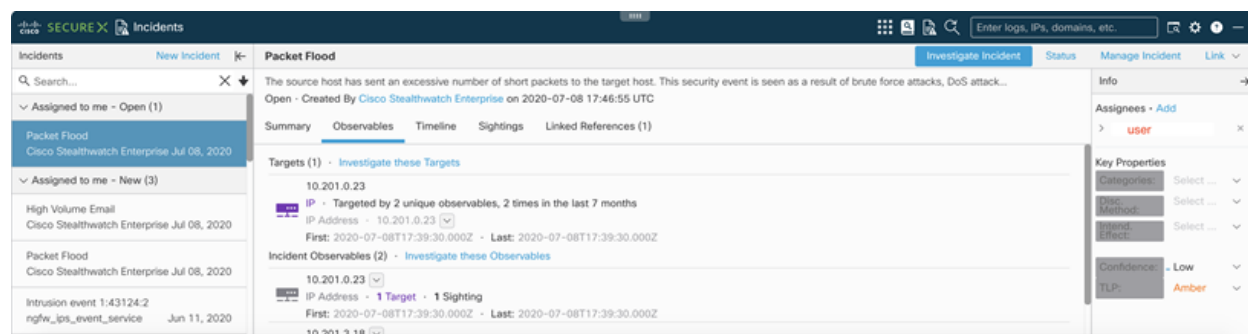 cisco SECUREX Incidents
Enter logs, IPs, domains, etc.
Incidents New Incident
Search...
Assigned to me - Open (1)
Packet Flood
Cisco Stealthwatch Enterprise Jul 08, 2020
Assigned to me - New (3)
High Volume Email
Cisco Stealthwatch Enterprise Jul 08, 2020
Packet Flood
Cisco Stealthwatch Enterprise Jul 08, 2020
Intrusion event 1:43124:2
ngfw_ips_event_service Jun 11, 2020
Packet Flood
Investigate Incident Status Manage Incident Link
The source host has sent an excessive number of short packets to the target host. This security event is seen as a result of brute force attacks, DoS attack...
Open · Created By Cisco Stealthwatch Enterprise on 2020-07-08 17:46:55 UTC
Summary Observables Timeline Sightings Linked References (1)
Targets (1) · Investigate these Targets
10.201.0.23
IP · Targeted by 2 unique observables, 2 times in the last 7 months
IP Address · 10.201.0.23
First: 2020-07-08T17:39:30.000Z · Last: 2020-07-08T17:39:30.000Z
Incident Observables (2) · Investigate these Observables
10.201.0.23
IP Address · 1 Target · 1 Sighting
First: 2020-07-08T17:39:30.000Z · Last: 2020-07-08T17:39:30.000Z
10.201.3.18
Info
Assignees · Add
user
Key Properties
Categories: Select ...
Disc. Method: Select ...
Intend. Effect: Select ...
Confidence: Low
TLP: Amber